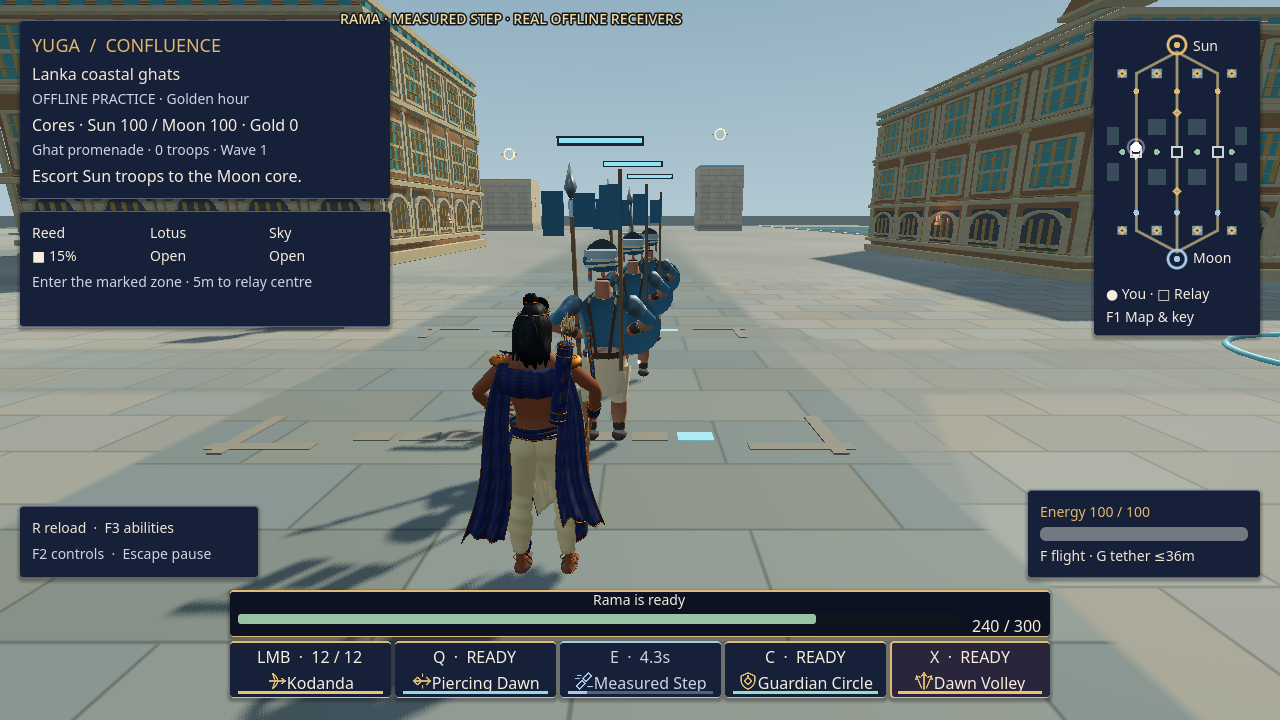 RAMA · MEASURED STEP · REAL OFFLINE RECEIVERS
YUGA / CONFLUENCE
Lanka coastal ghats
OFFLINE PRACTICE · Golden hour
Cores · Sun 100 / Moon 100 · Gold 0
Ghat promenade · 0 troops · Wave 1
Escort Sun troops to the Moon core.
Reed Lotus Sky
15% Open Open
Enter the marked zone · 5m to relay centre
Sun
Moon
● You · □ Relay
F1 Map & key
R reload · F3 abilities
F2 controls · Escape pause
Energy 100 / 100
F flight · G tether ≤36m
Rama is ready
240 / 300
LMB · 12 / 12
Kodanda
Q · READY
Piercing Dawn
E · 4.3s
Measured Step
C · READY
Guardian Circle
X · READY
Dawn Volley